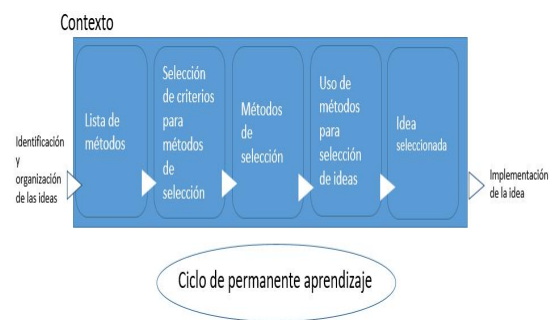 Contexto
Identificación
y
organización
de las ideas
Lista de
métodos
Selección
de criterios
para
métodos
de
selección
Métodos
de
selección
Uso de
métodos
para
selección
de ideas
Idea
seleccionada
Implementación
de la idea
Ciclo de permanente aprendizaje